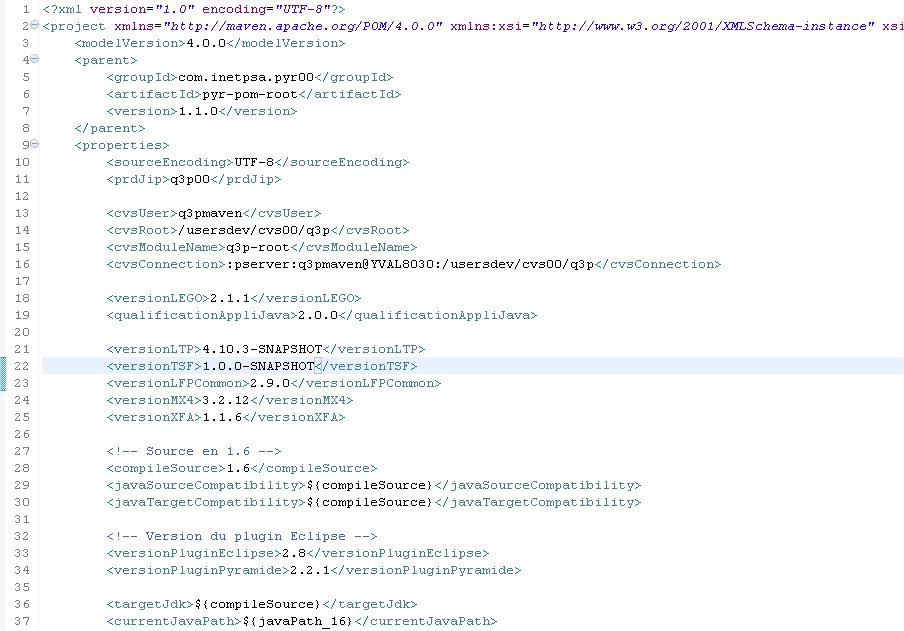 1 <?xml version="1.0" encoding="UTF-8"?>
2 <project xmlns="http://maven.apache.org/POM/4.0.0" xmlns:xsi="http://www.w3.org/2001/XMLSchema-instance" xsi
3 <modelVersion>4.0.0</modelVersion>
4 <parent>
5 <groupId>com.inetpsa.pyr00</groupId>
6 <artifactId>pyr-pom-root</artifactId>
7 <version>1.1.0</version>
8 </parent>
9 <properties>
10 <sourceEncoding>UTF-8</sourceEncoding>
11 <prdJip>q3p00</prdJip>
12
13 <cvsUser>q3pmaven</cvsUser>
14 <cvsRoot>/usersdev/cvs00/q3p</cvsRoot>
15 <cvsModuleName>q3p-root</cvsModuleName>
16 <cvsConnection>:pserver:q3pmaven@YVAL8030:/usersdev/cvs00/q3p</cvsConnection>
17
18 <versionLEGO>2.1.1</versionLEGO>
19 <qualificationAppliJava>2.0.0</qualificationAppliJava>
20
21 <versionLTP>4.10.3-SNAPSHOT</versionLTP>
22 <versionTSF>1.0.0-SNAPSHOT</versionTSF>
23 <versionLFPCommon>2.9.0</versionLFPCommon>
24 <versionMX4>3.2.12</versionMX4>
25 <versionXFA>1.1.6</versionXFA>
26
27 <!-- Source en 1.6 -->
28 <compileSource>1.6</compileSource>
29 <javaSourceCompatibility>${compileSource}</javaSourceCompatibility>
30 <javaTargetCompatibility>${compileSource}</javaTargetCompatibility>
31
32 <!-- Version du plugin Eclipse -->
33 <versionPluginEclipse>2.8</versionPluginEclipse>
34 <versionPluginPyramide>2.2.1</versionPluginPyramide>
35
36 <targetJdk>${compileSource}</targetJdk>
37 <currentJavaPath>${javaPath_16}</currentJavaPath>